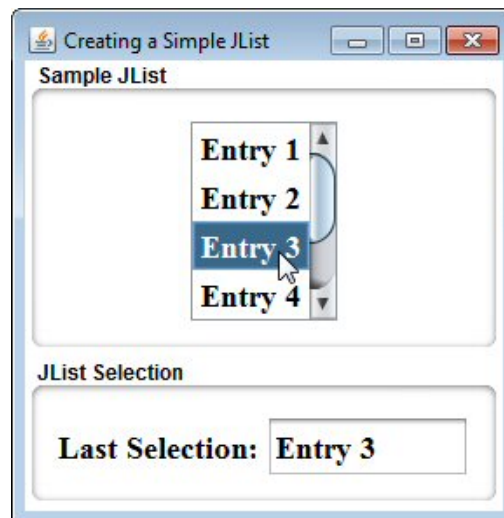 Creating a Simple JList
Sample JList
Entry 1
Entry 2
Entry 3
Entry 4
JList Selection
Last Selection: Entry 3